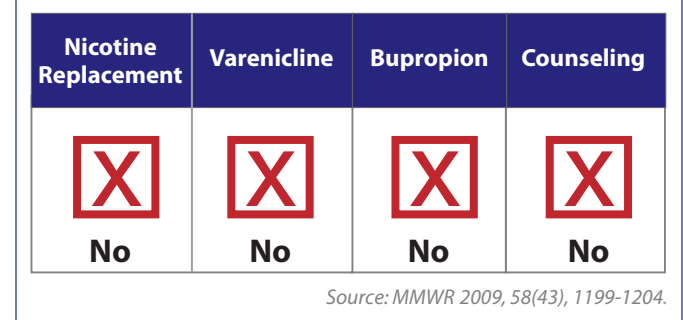 Nicotine Replacement
Varenicline
Bupropion
Counseling
X
X
X
X
No
No
No
No
Source: MMWR 2009, 58(43), 1199-1204.